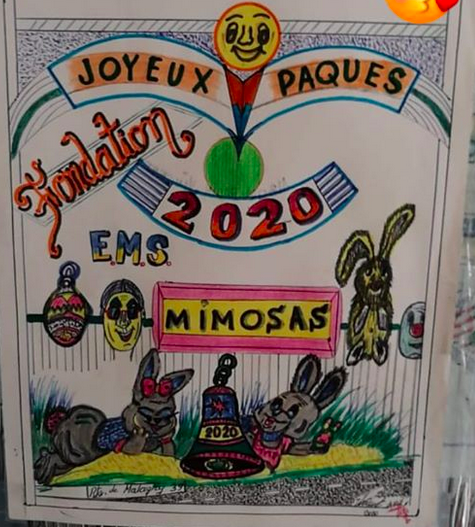 JOYEUX PAQUES
Fondation
2020
E.M.S.
MiMOSAS
2020